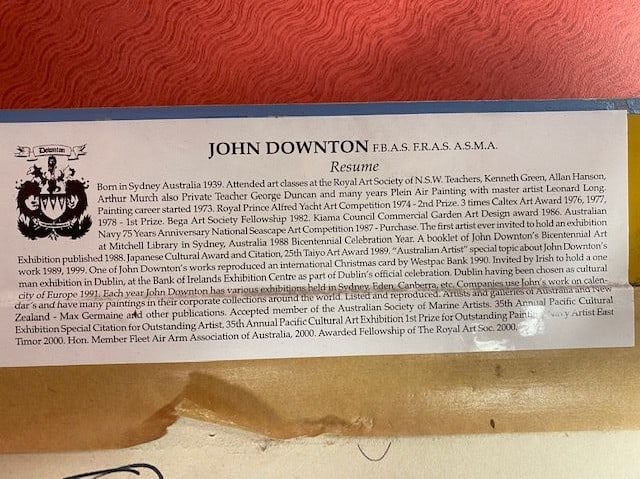 Downton
JOHN DOWNTON F.B.A.S. F.R.A.S. A.S.M.A.
Resume
Born in Sydney Australia 1939. Attended art classes at the Royal Art Society of N.S.W. Teachers, Kenneth Green, Allan Hanson,
Arthur Murch also Private Teacher George Duncan and many years Plein Air Painting with master artist Leonard Long.
Painting career started 1973. Royal Prince Alfred Yacht Art Competition 1974 - 2nd Prize. 3 times Caltex Art Award 1976, 1977,
1978 - 1st Prize. Bega Art Society Fellowship 1982. Kiama Council Commercial Garden Art Design award 1986. Australian
Navy 75 Years Anniversary National Seascape Art Competition 1987 - Purchase. The first artist ever invited to hold an exhibition
at Mitchell Library in Sydney, Australia 1988 Bicentennial Celebration Year. A booklet of John Downton's Bicentennial Art
Exhibition published 1988. Japanese Cultural Award and Citation, 25th Taiyo Art Award 1989. "Australian Artist" special topic about John Downton's
work 1989, 1999. One of John Downton's works reproduced an international Christmas card by Westpac Bank 1990. Invited by Irish to hold a one
man exhibition in Dublin, at the Bank of Irelands Exhibition Centre as part of Dublin's official celebration. Dublin having been chosen as cultural
city of Europe 1991. Each year John Downton has various exhibitions held in Sydney, Eden, Canberra, etc. Companies use John's work on calen-
dar's and have many paintings in their corporate collections around the world. Listed and reproduced. Artists and galleries of Australia and New
Zealand - Max Germaine and other publications. Accepted member of the Australian Society of Marine Artists. 35th Annual Pacific Cultural
Exhibition Special Citation for Outstanding Artist. 35th Annual Pacific Cultural Art Exhibition 1st Prize for Outstanding Navy Artist East
Timor 2000. Hon. Member Fleet Air Arm Association of Australia, 2000. Awarded Fellowship of The Royal Art Soc. 2000.